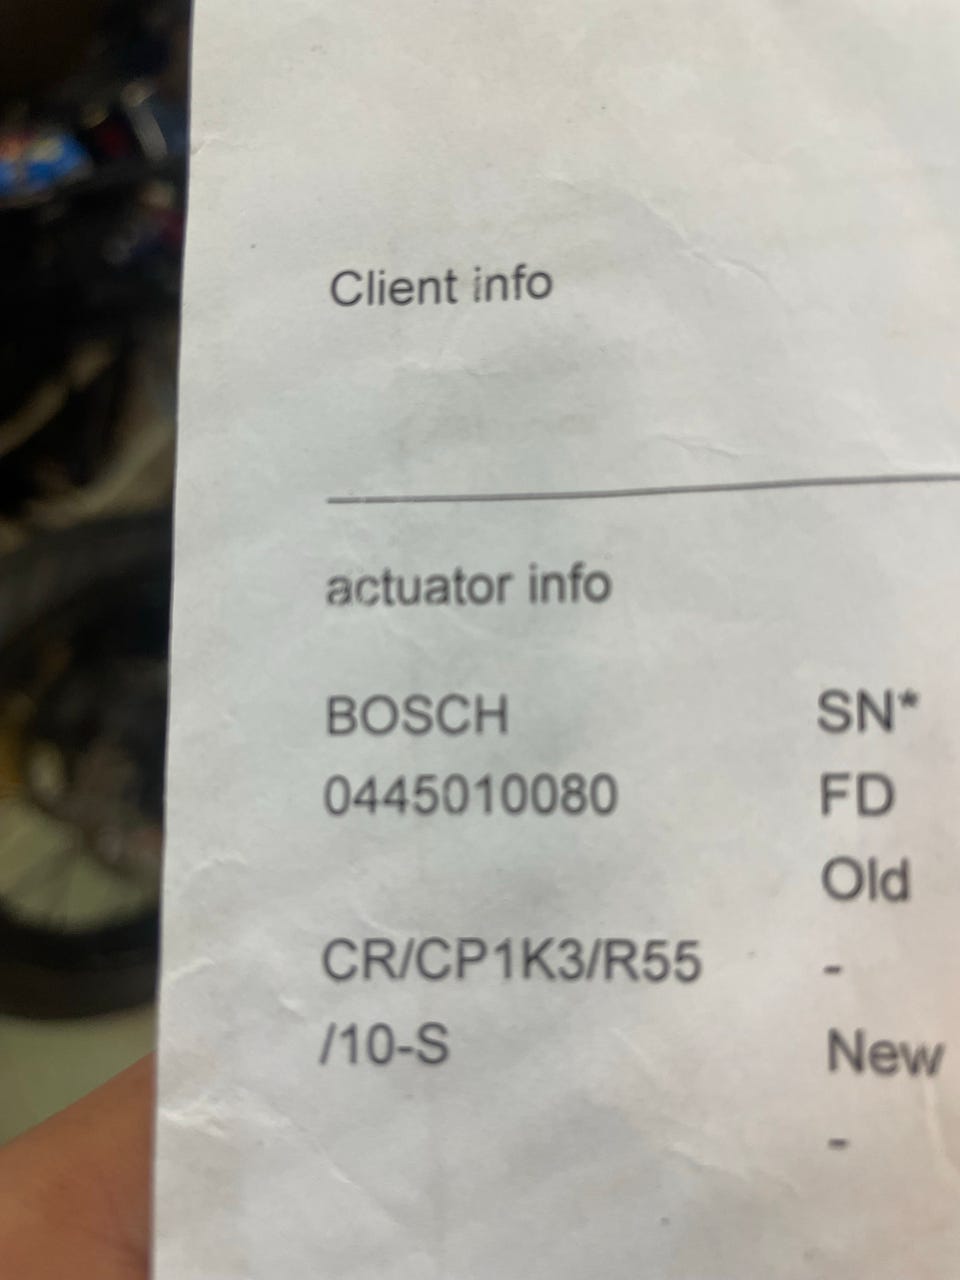 Client info
actuator info
BOSCH SN*
0445010080 FD
Old
CR/CP1K3/R55 -
/10-S New
-